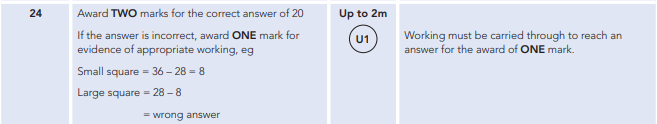 24
Award TWO marks for the correct answer of 20
If the answer is incorrect, award ONE mark for
evidence of appropriate working, eg
Small square = 36 – 28 = 8
Large square = 28 – 8
= wrong answer
Up to 2m
U1
Working must be carried through to reach an
answer for the award of ONE mark.